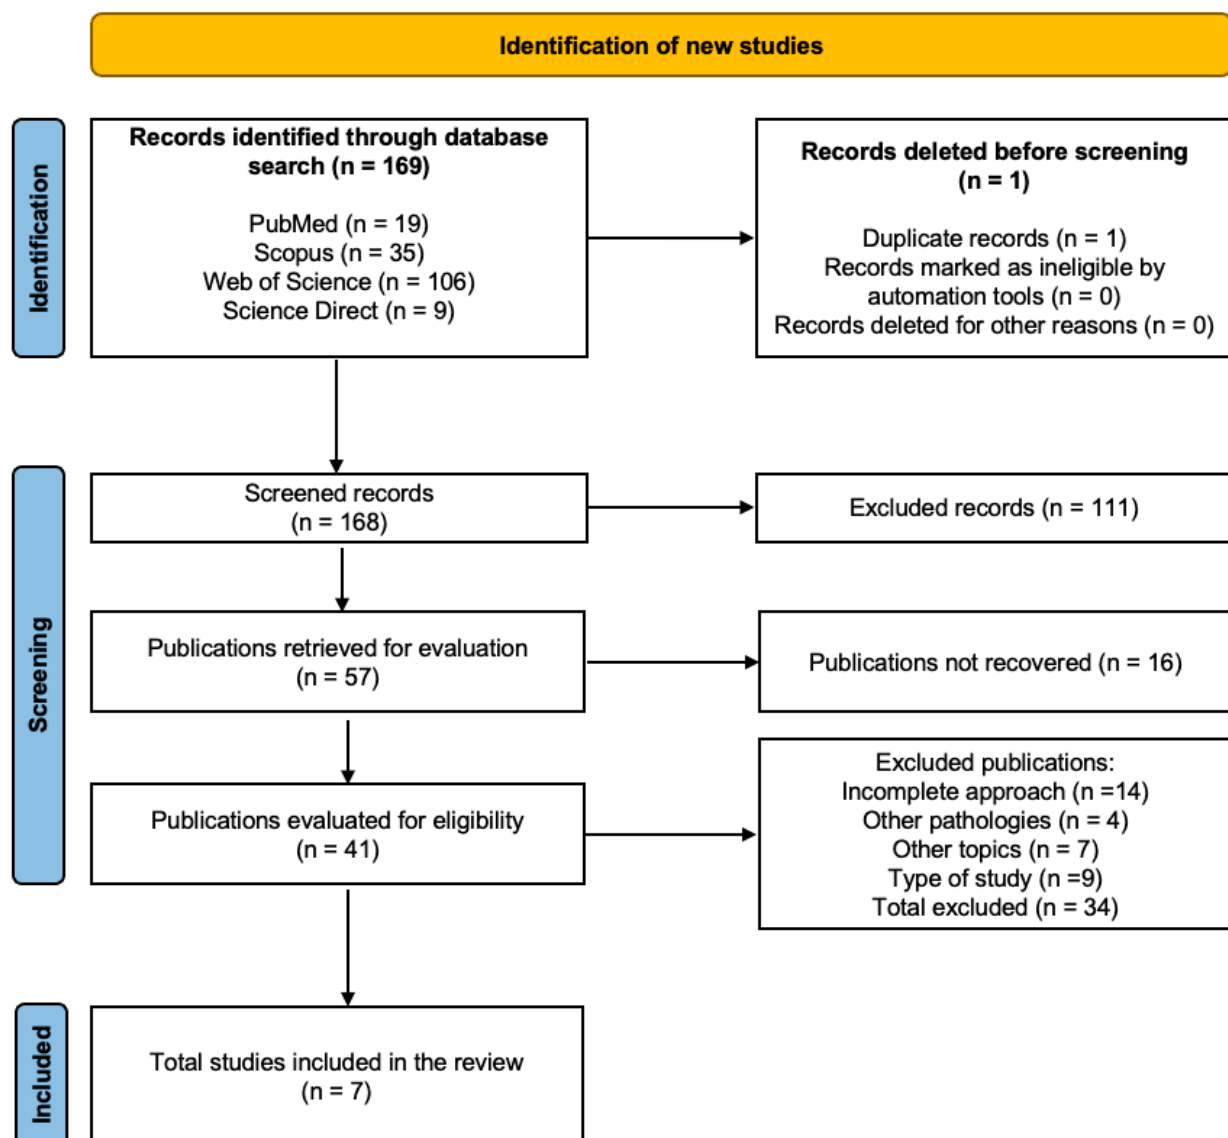 Identification of new studies
Identification
Records identified through database
search (n = 169)
PubMed (n = 19)
Scopus (n = 35)
Web of Science (n = 106)
Science Direct (n = 9)
Records deleted before screening
(n = 1)
Duplicate records (n = 1)
Records marked as ineligible by
automation tools (n = 0)
Records deleted for other reasons (n = 0)
Screening
Screened records
(n = 168)
Excluded records (n = 111)
Publications retrieved for evaluation
(n = 57)
Publications not recovered (n = 16)
Publications evaluated for eligibility
(n = 41)
Excluded publications:
Incomplete approach (n =14)
Other pathologies (n = 4)
Other topics (n = 7)
Type of study (n =9)
Total excluded (n = 34)
Included
Total studies included in the review
(n = 7)